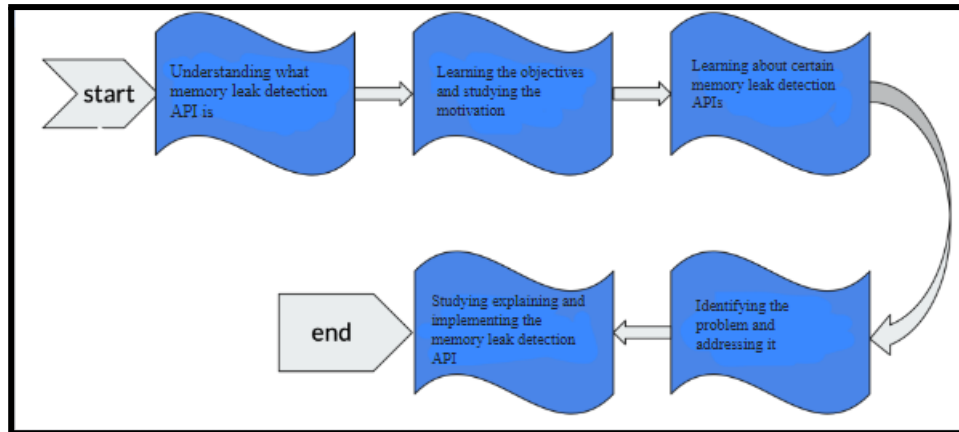 start
Understanding what
memory leak detection
API is
Learning the objectives
and studying the
motivation
Learning about certain
memory leak detection
APIs
Identifying the
problem and
addressing it
Studying explaining and
implementing the
memory leak detection
API
end